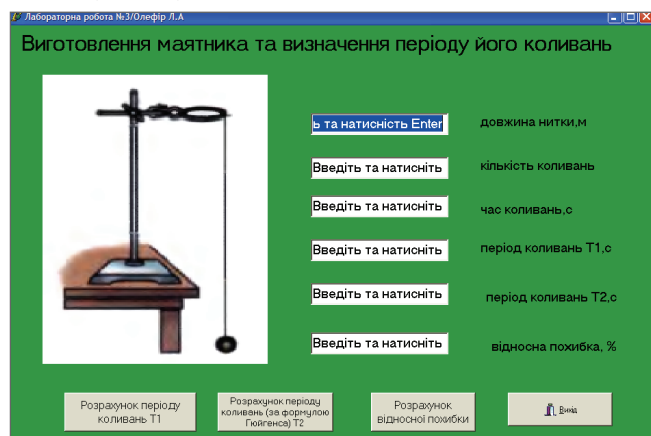 Лабораторна робота №3/Олефір Л.А
Виготовлення маятника та визначення періоду його коливань
ь та натисність Enter
довжина нитки,м
Введіть та натисніть
кількість коливань
Введіть та натисніть
час коливань,с
Введіть та натисніть
період коливань Т1,с
Введіть та натисніть
період коливань Т2,с
Введіть та натисніть
відносна похибка, %
Розрахунок періоду
коливань Т1
Розрахунок періоду
коливань (за формулою
Гюйгенса) Т2
Розрахунок
відносної похибки
Вихід